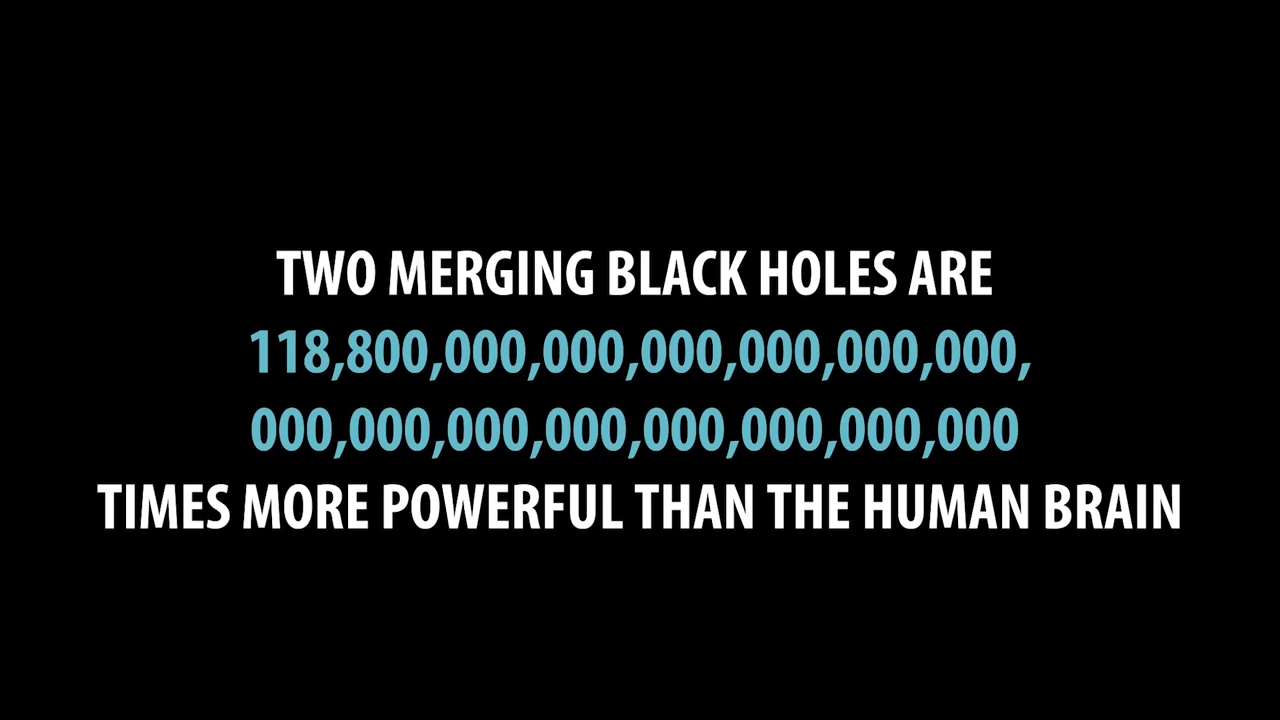 TWO MERGING BLACK HOLES ARE
118,800,000,000,000,000,000,000,
000,000,000,000,000,000,000,000
TIMES MORE POWERFUL THAN THE HUMAN BRAIN